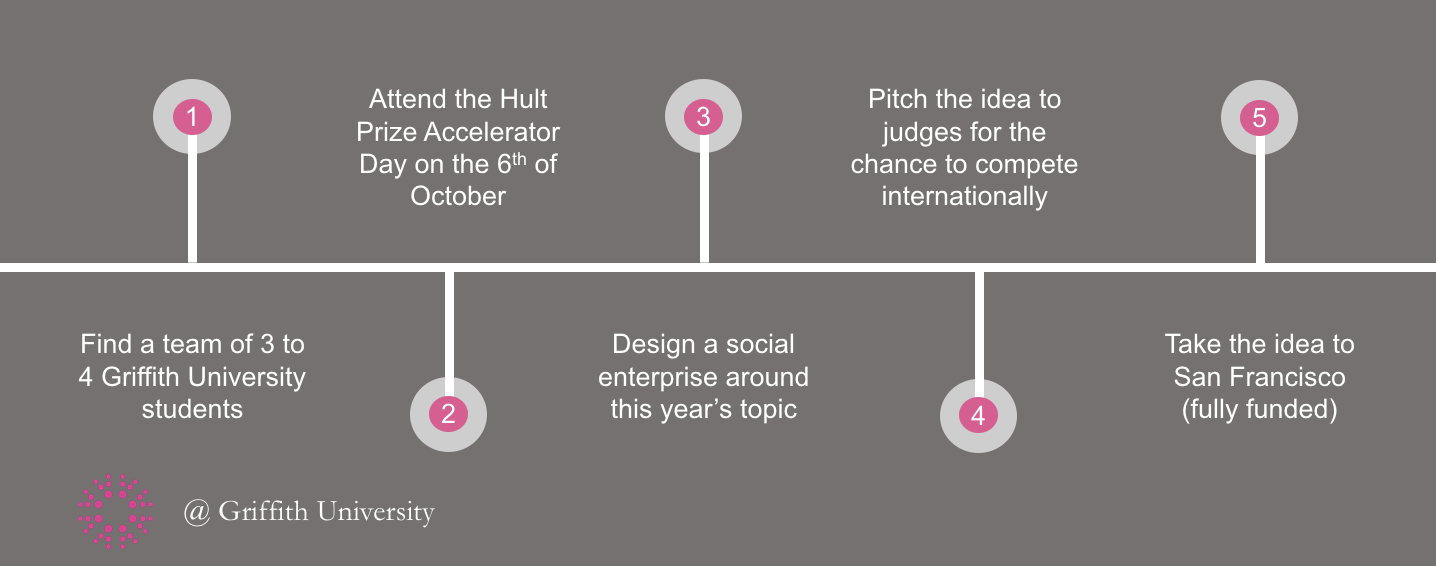 1
Find a team of 3 to
4 Griffith University
students
2
Attend the Hult
Prize Accelerator
Day on the 6th of
October
3
Design a social
enterprise around
this year’s topic
4
Pitch the idea to
judges for the
chance to compete
internationally
5
Take the idea to
San Francisco
(fully funded)
@ Griffith University